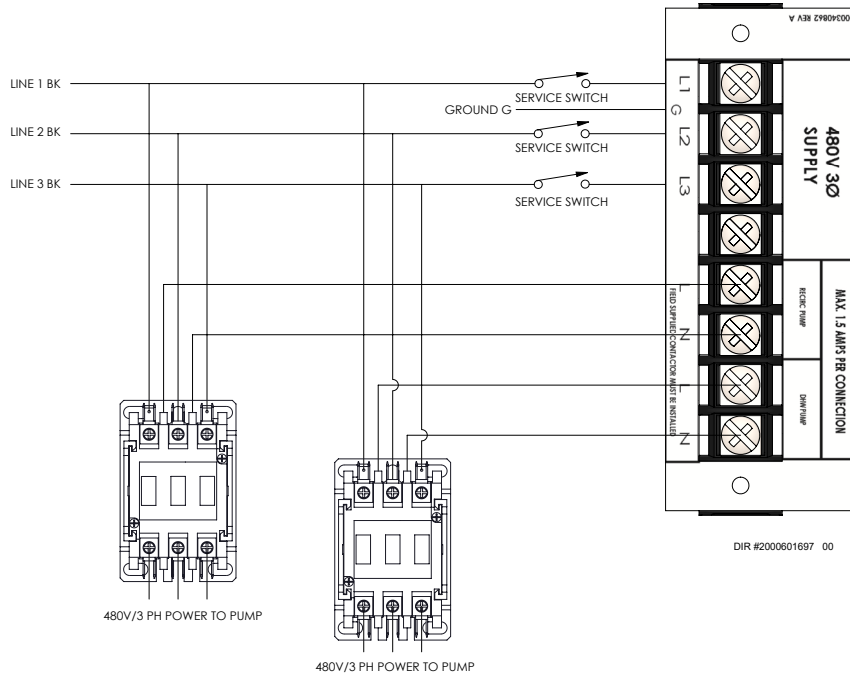 00340862 REV A
LINE 1 BK
SERVICE SWITCH
GROUND G
LINE 2 BK
SERVICE SWITCH
LINE 3 BK
SERVICE SWITCH
L1
G
L2
L3
L
N
L
N
480V 3Ø
SUPPLY
RECIRC PUMP
DHW PUMP
MAX. 1.5 AMPS PER CONNECTION
FIELD SUPPLIED CONTACTOR MUST BE INSTALLED
DIR #2000601697 00
480V/3 PH POWER TO PUMP
480V/3 PH POWER TO PUMP